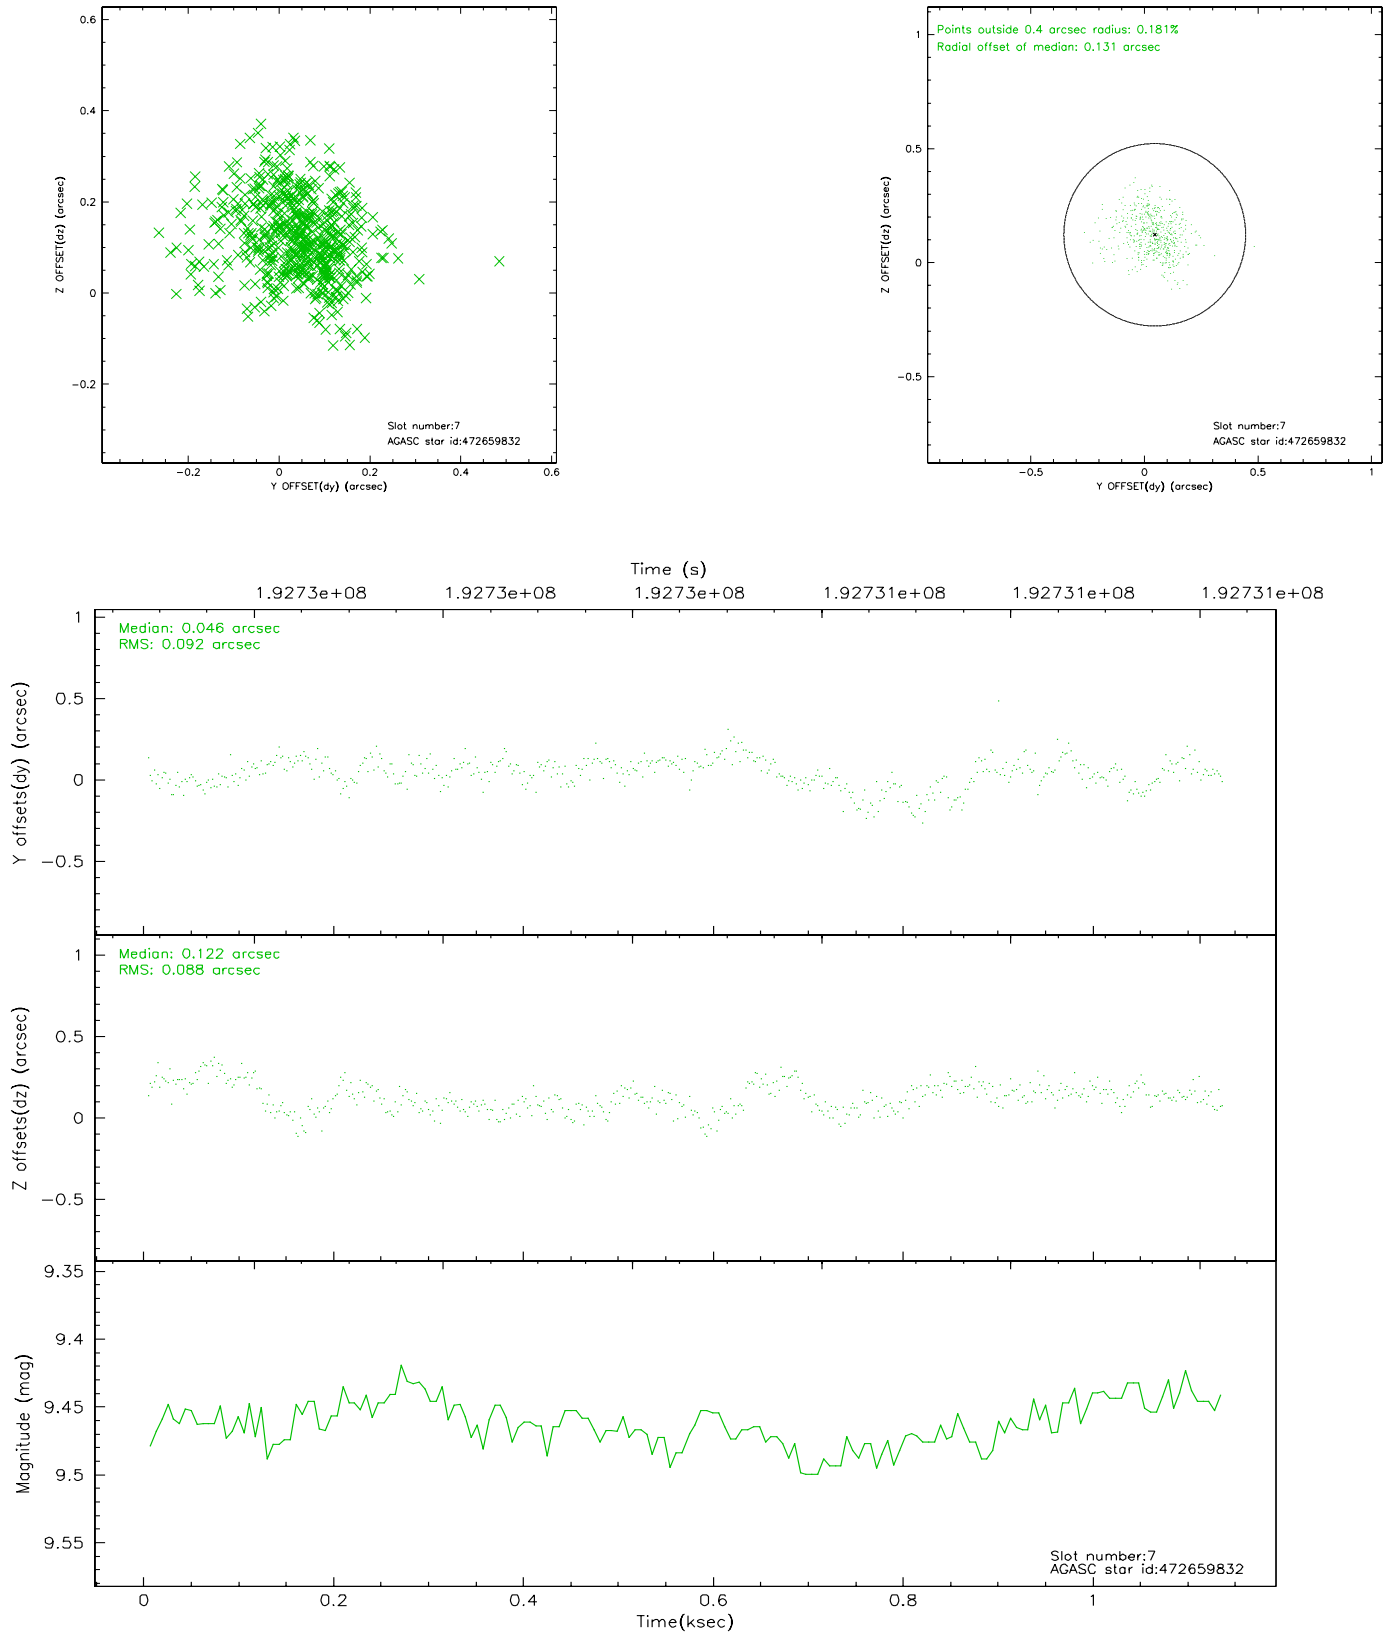 0.6
0.4
0.2
0
−0.2
Z OFFSET(dz) (arcsec)
Slot number:7
AGASC star id:472659832
−0.2 0 0.2 0.4 0.6
Y OFFSET(dy) (arcsec)
Points outside 0.4 arcsec radius: 0.181%
Radial offset of median: 0.131 arcsec
1
0.5
0
−0.5
Z OFFSET(dz) (arcsec)
Slot number:7
AGASC star id:472659832
−0.5 0 0.5 1
Y OFFSET(dy) (arcsec)
Time (s)
1.9273e+08 1.9273e+08 1.9273e+08 1.92731e+08 1.92731e+08 1.92731e+08
Median: 0.046 arcsec
RMS: 0.092 arcsec
1
0.5
0
−0.5
Y offsets(dy) (arcsec)
Median: 0.122 arcsec
RMS: 0.088 arcsec
1
0.5
0
−0.5
Z offsets(dz) (arcsec)
9.35
9.4
9.45
9.5
9.55
Magnitude (mag)
Slot number:7
AGASC star id:472659832
0 0.2 0.4 0.6 0.8 1
Time(ksec)